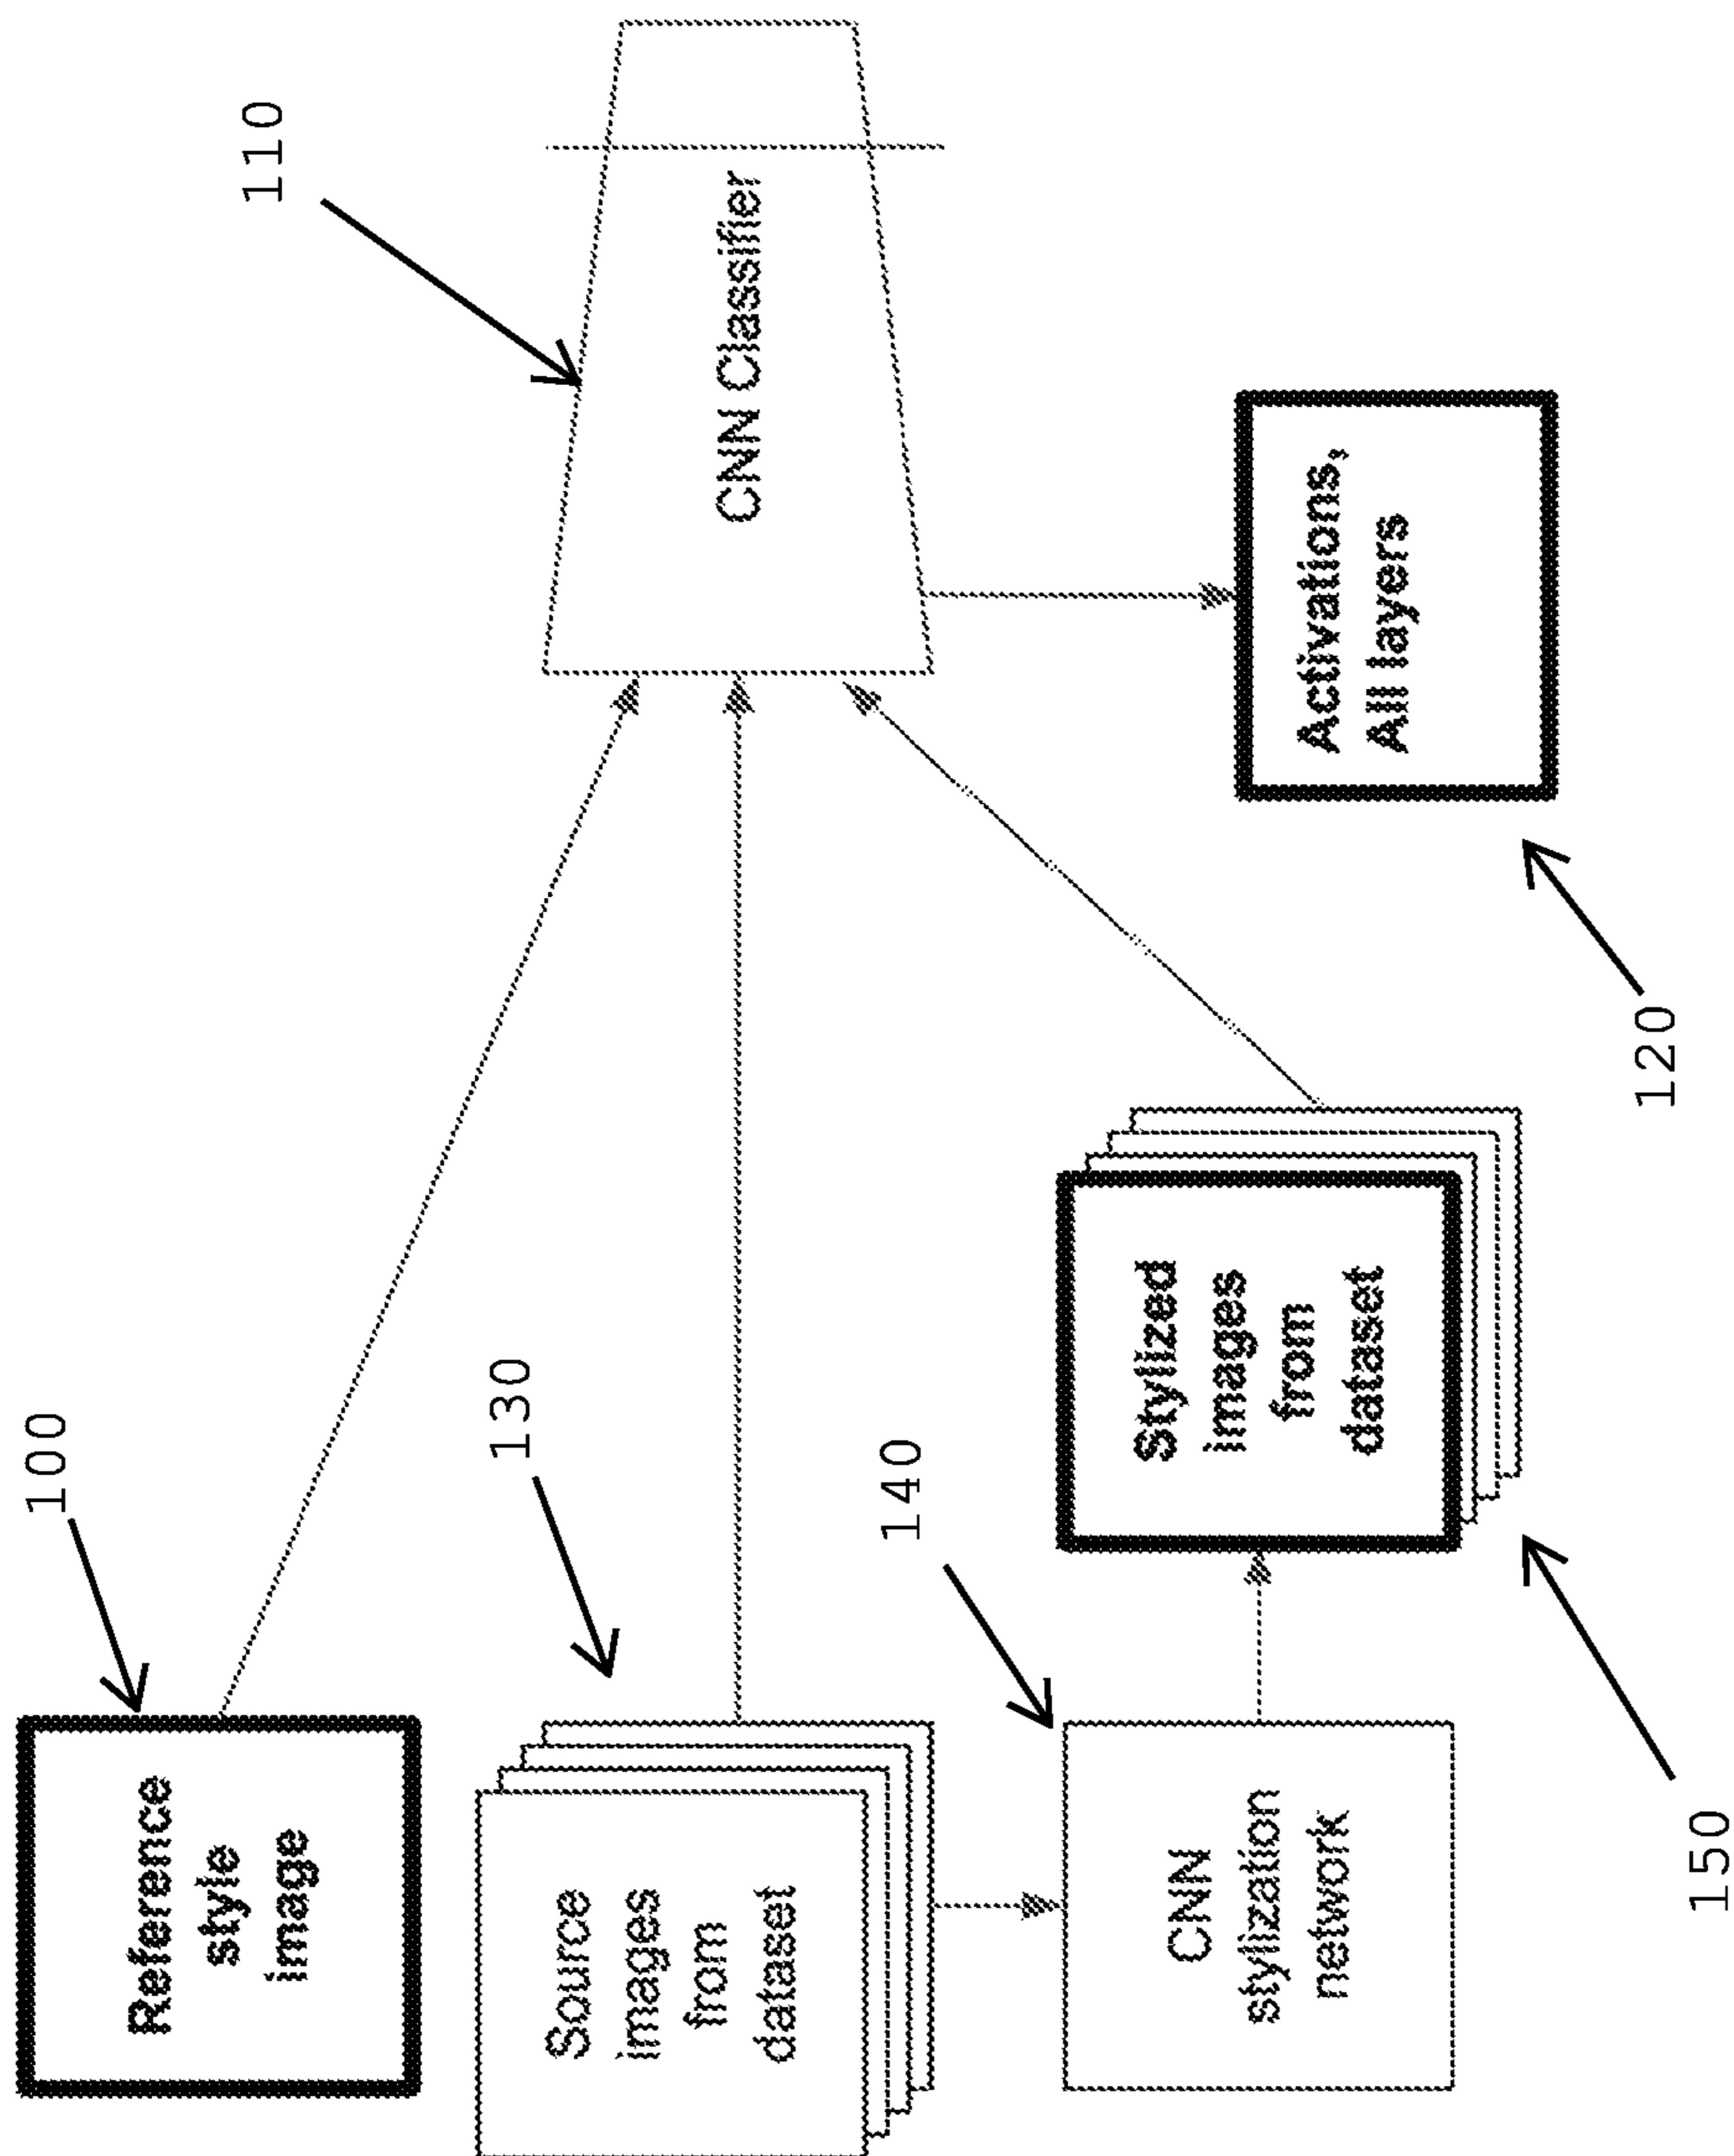 100
Reference
style
image
130
Source
images
from
dataset
140
CNN
stylization
network
150
Stylized
images
from
dataset
110
CNN Classifier
120
Activations,
All layers